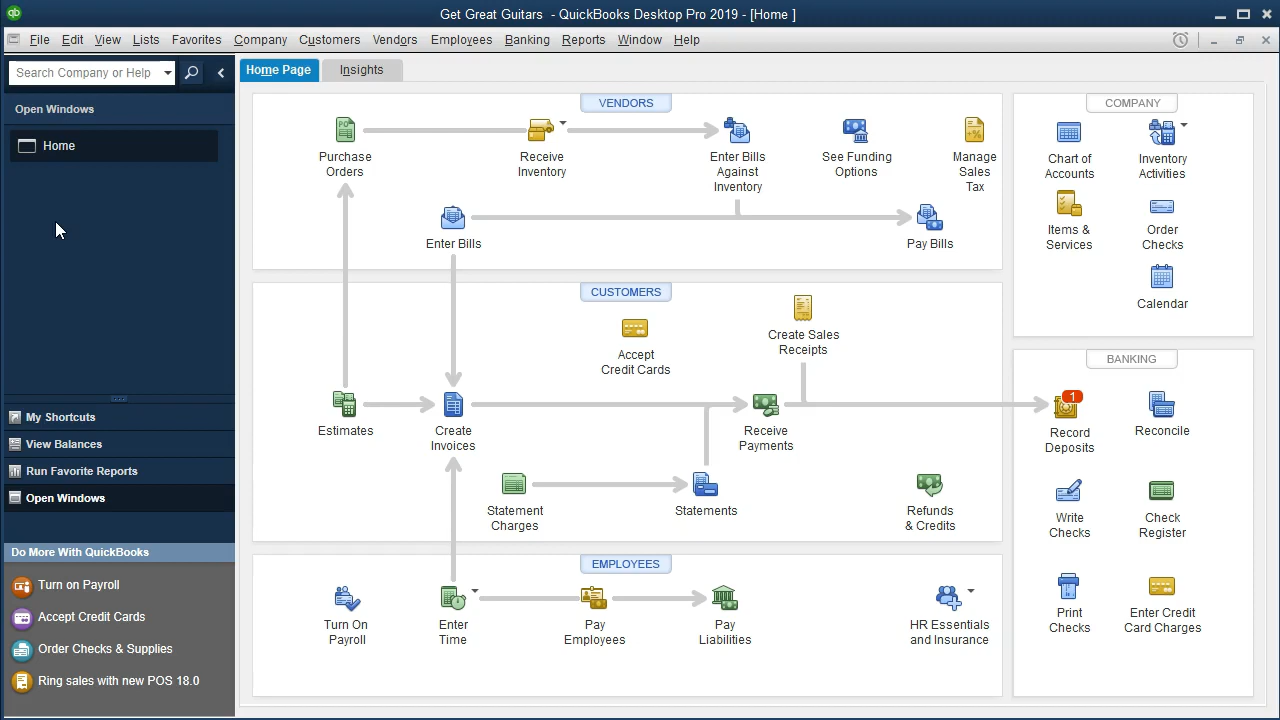 Get Great Guitars - QuickBooks Desktop Pro 2019 - [Home ]
File Edit View Lists Favorites Company Customers Vendors Employees Banking Reports Window Help
Search Company or Help
Home Page Insights
Open Windows
Home
My Shortcuts
View Balances
Run Favorite Reports
Open Windows
Do More With QuickBooks
Turn on Payroll
Accept Credit Cards
Order Checks & Supplies
Ring sales with new POS 18.0
VENDORS
PO
Purchase
Orders
Receive
Inventory
Enter Bills
Against
Inventory
See Funding
Options
Manage
Sales
Tax
Enter Bills
Pay Bills
CUSTOMERS
Create Sales
Receipts
Accept
Credit Cards
Estimates
Create
Invoices
Receive
Payments
Statement
Charges
Statements
Refunds
& Credits
EMPLOYEES
Turn On
Payroll
Enter
Time
Pay
Employees
Pay
Liabilities
HR Essentials
and Insurance
COMPANY
Chart of
Accounts
Inventory
Activities
Items &
Services
Order
Checks
Calendar
BANKING
1
Record
Deposits
Reconcile
Write
Checks
Check
Register
Print
Checks
Enter Credit
Card Charges